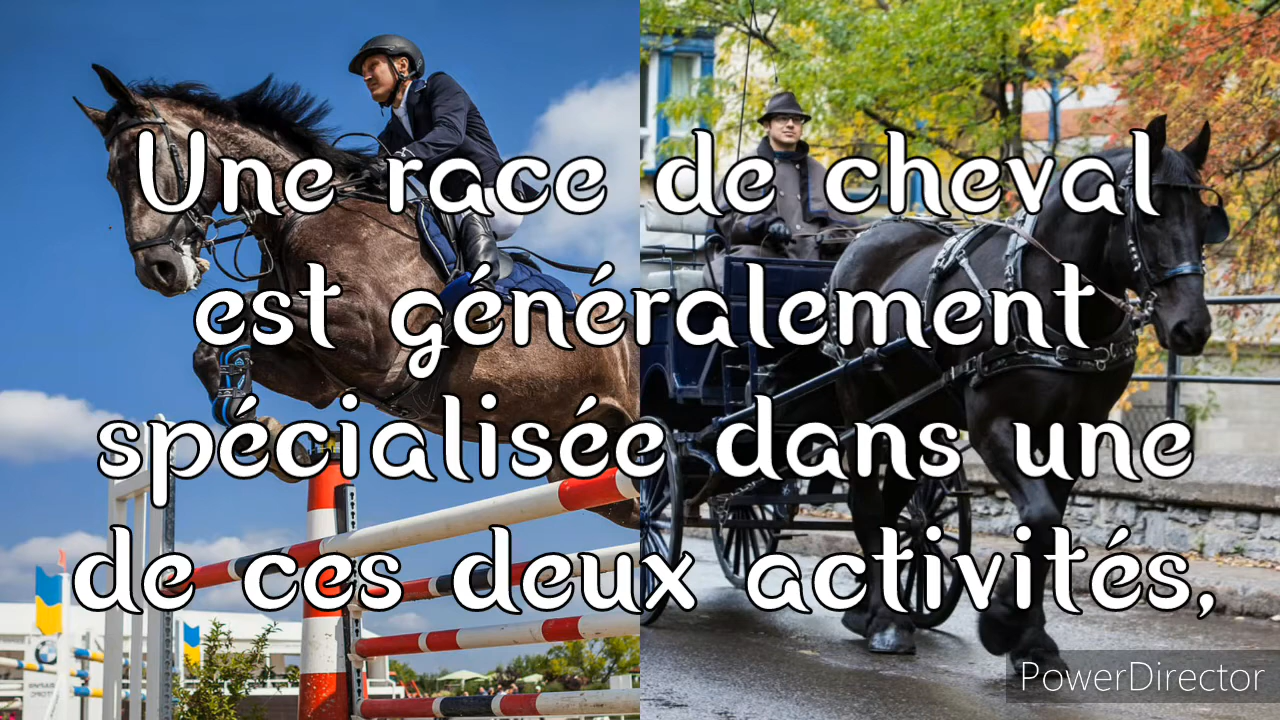 Une race de cheval
est généralement
spécialisée dans une
de ces deux activités,
PowerDirector